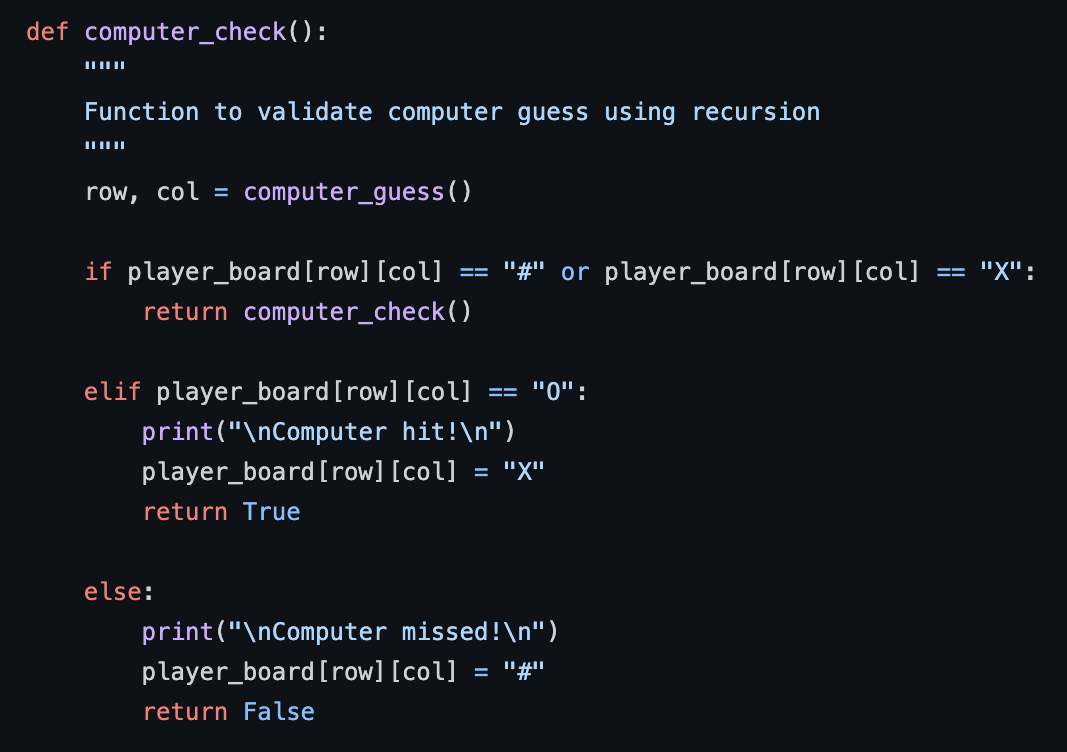 def computer_check():
    """
    Function to validate computer guess using recursion
    """
    row, col = computer_guess()

    if player_board[row][col] == "#" or player_board[row][col] == "X":
        return computer_check()

    elif player_board[row][col] == "O":
        print("\nComputer hit!\n")
        player_board[row][col] = "X"
        return True

    else:
        print("\nComputer missed!\n")
        player_board[row][col] = "#"
        return False